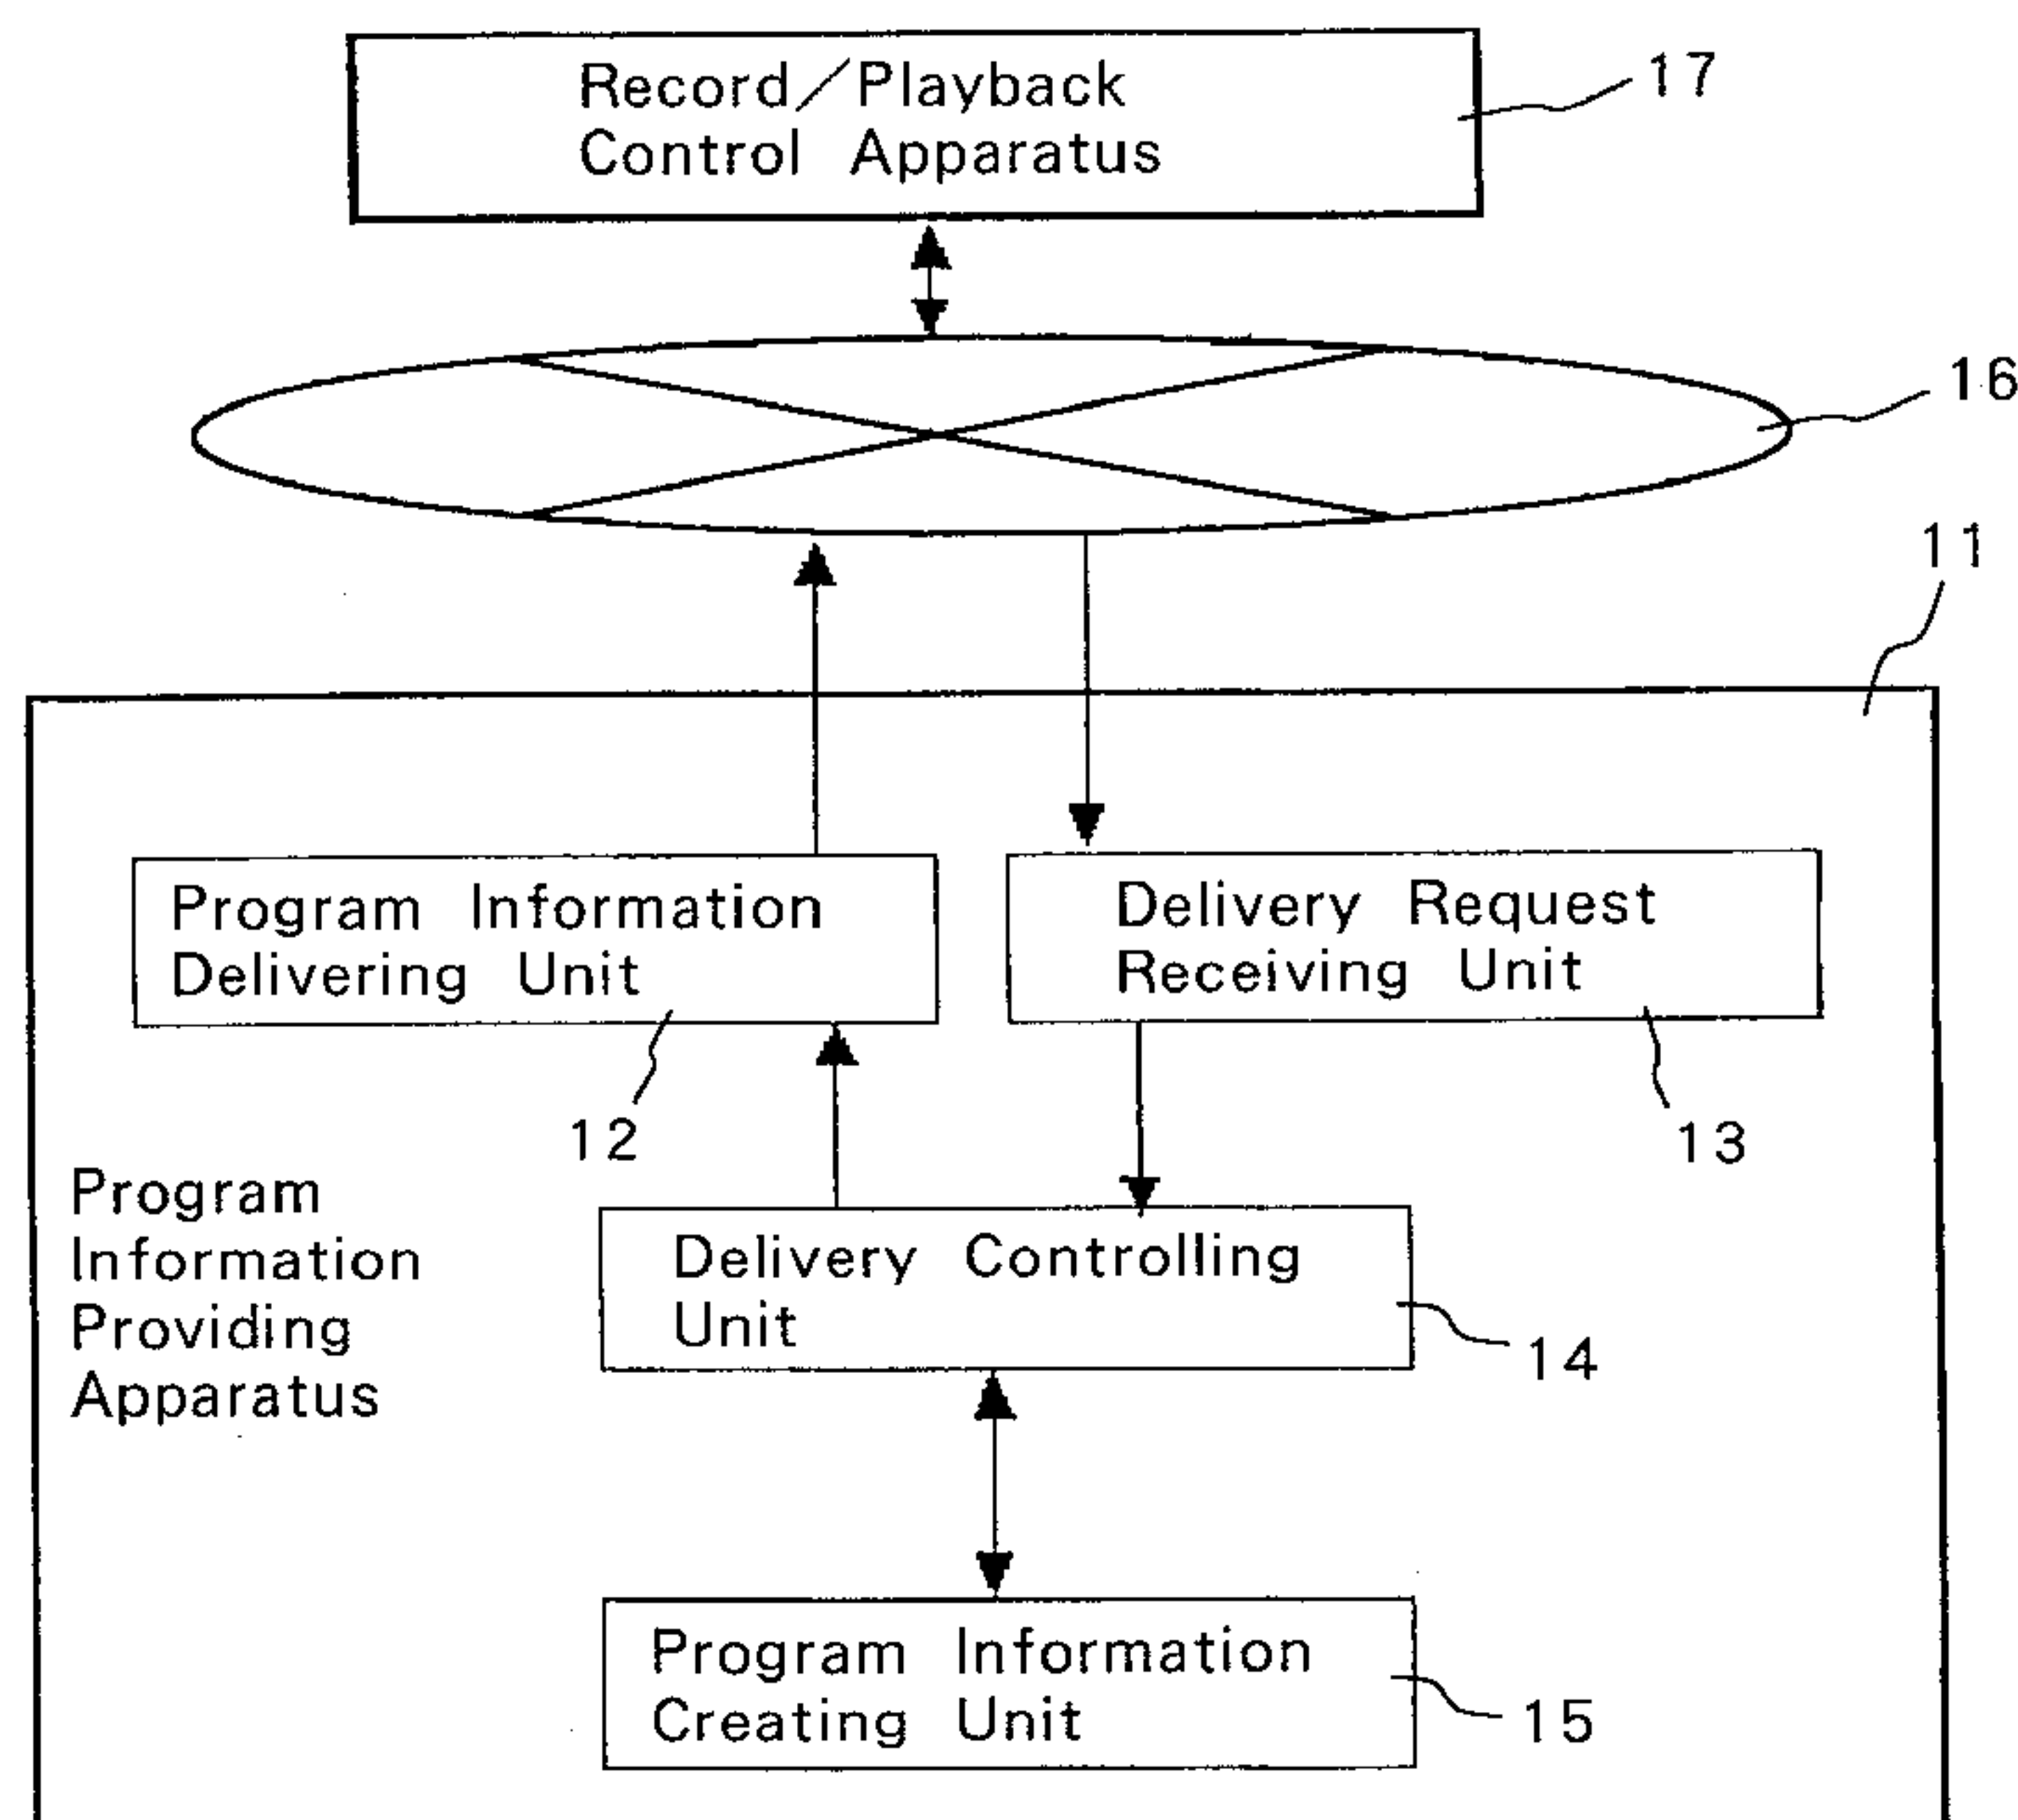 Record/Playback
Control Apparatus
17
16
11
Program Information
Delivering Unit
Delivery Request
Receiving Unit
12
13
Program
Information
Providing
Apparatus
Delivery Controlling
Unit
14
Program Information
Creating Unit
15